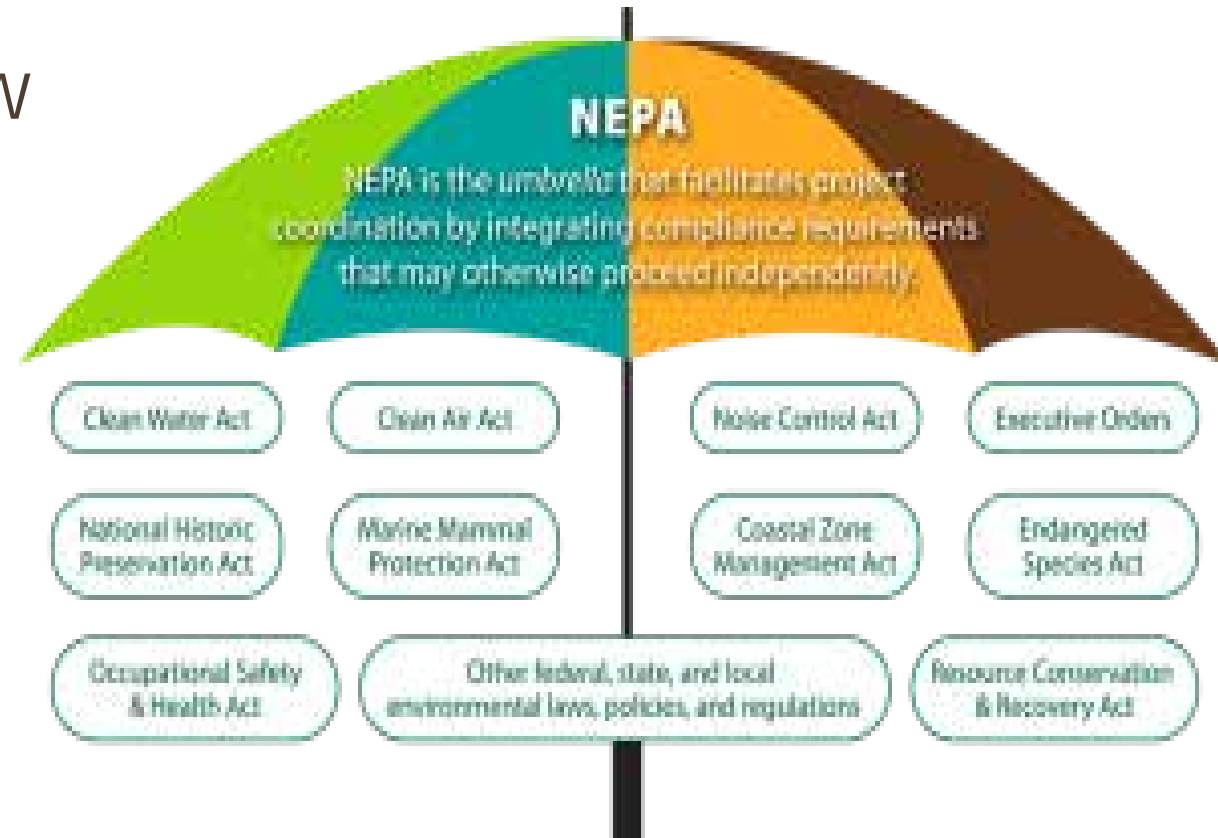 W
NEPA
NEPA is the umbrella that facilitates project
coordination by integrating compliance requirements
that may otherwise proceed independently.
Clean Water Act
Clean Air Act
Noise Control Act
Executive Orders
National Historic
Preservation Act
Marine Mammal
Protection Act
Coastal Zone
Management Act
Endangered
Species Act
Occupational Safety
& Health Act
Other federal, state, and local
environmental laws, policies, and regulations
Resource Conservation
& Recovery Act